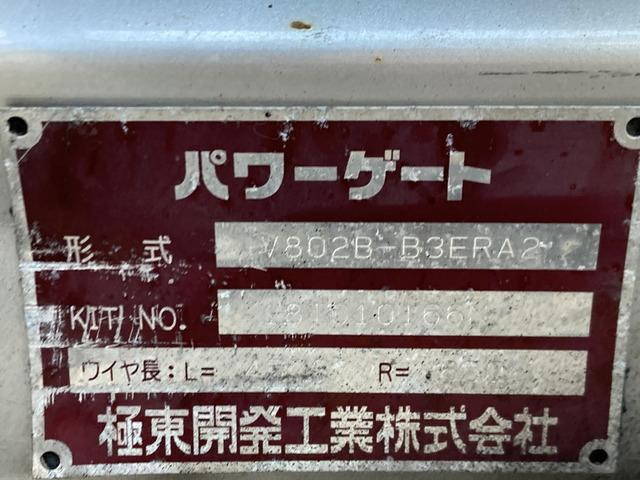 パワーゲート
形式 V802B-B3ERA2
KIT NO.
ワイヤ長:L= R=
極東開発工業株式会社